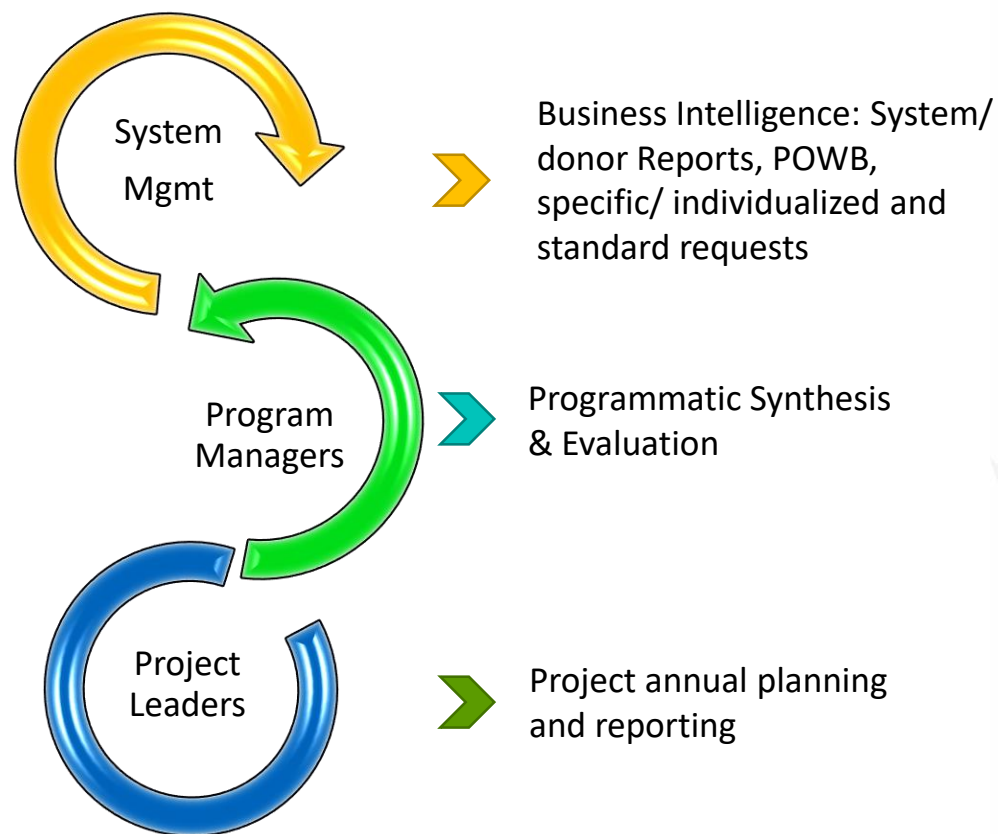 System
Mgmt
Business Intelligence: System/
donor Reports, POWB,
specific/ individualized and
standard requests
Program
Managers
Programmatic Synthesis
& Evaluation
Project
Leaders
Project annual planning
and reporting